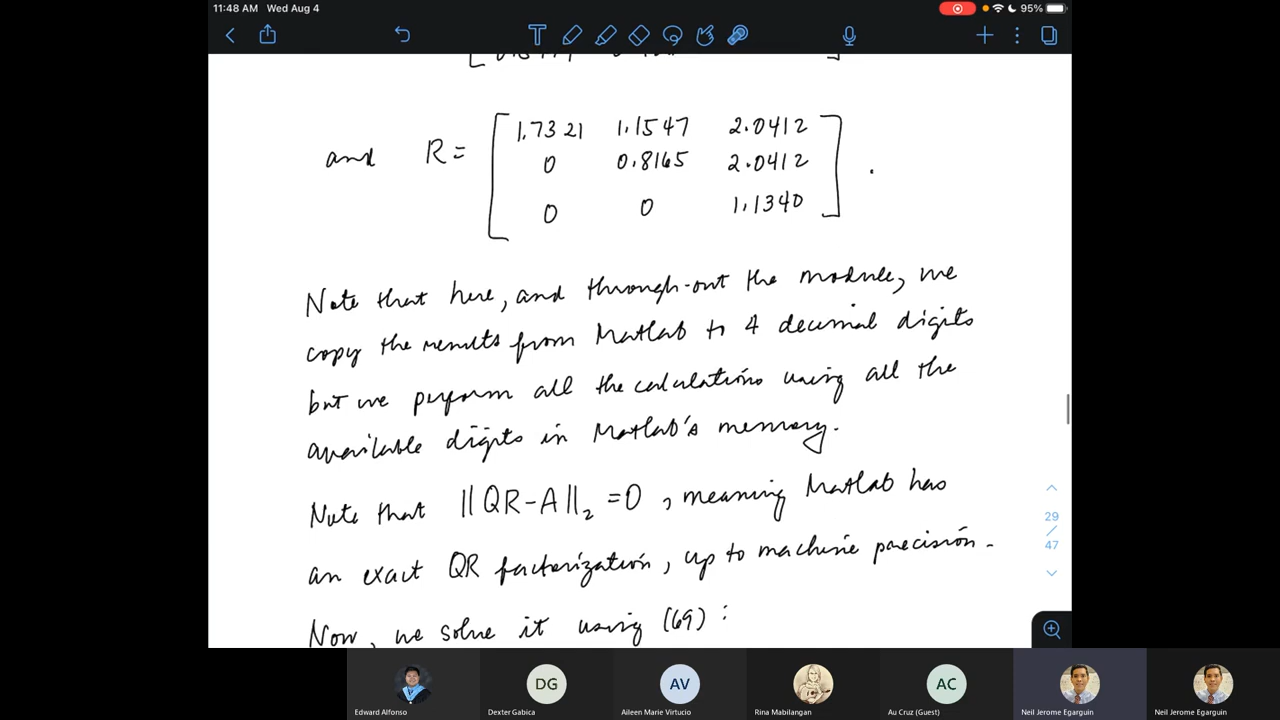 11:48 AM Wed Aug 4
95%
and R = [ 1.7321 1.1547 2.0412
0 0.8165 2.0412
0 0 1.1340 ] .
Note that here, and through-out the module, we
copy the results from Matlab to 4 decimal digits
but we perform all the calculations using all the
available digits in Matlab's memory.
Note that ||QR-A||₂ = 0, meaning Matlab has
an exact QR factorization, up to machine precision.
Now, we solve it using (69) :
29
/
47
DG
AV
AC
Edward Alfonso
Dexter Gabica
Aileen Marie Virtucio
Rina Mabilangan
Au Cruz (Guest)
Neil Jerome Egarguin
Neil Jerome Egarguin